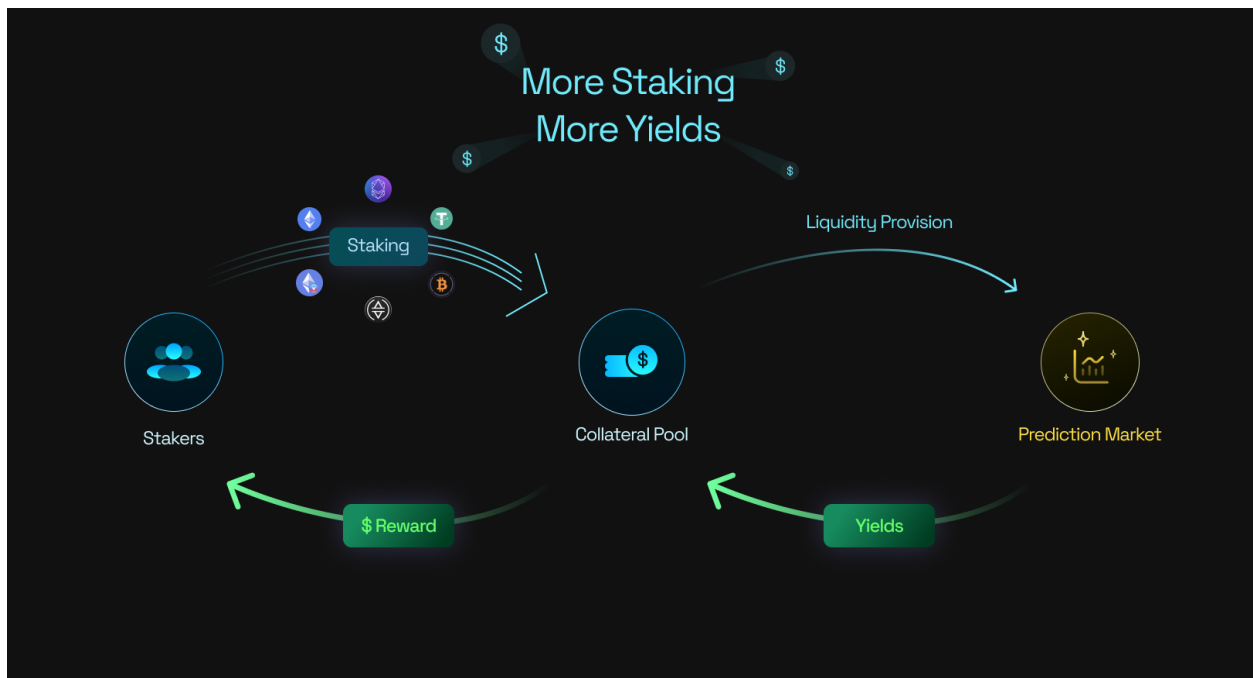 $
More Staking
$
More Yields
$
$
Liquidity Provision
Staking
$
Stakers
Collateral Pool
Prediction Market
$ Reward
Yields